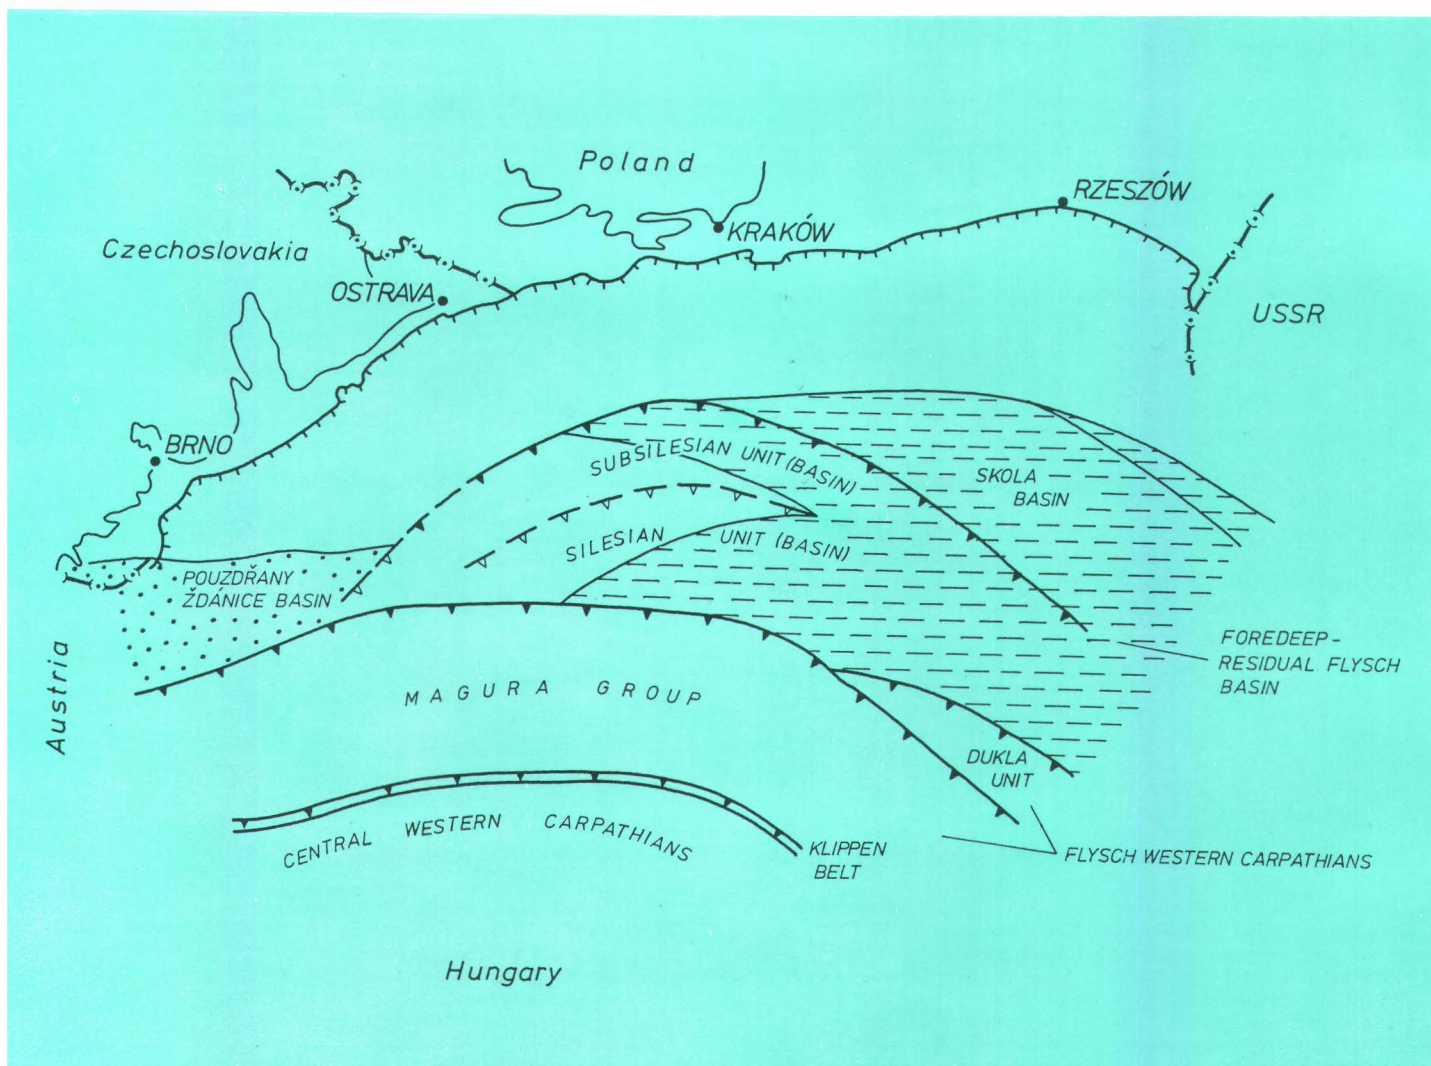 Poland
RZESZÓW
KRAKÓW
Czechoslovakia
OSTRAVA
USSR
BRNO
SUBSILESIAN UNIT (BASIN)
SKOLA
BASIN
SILESIAN UNIT (BASIN)
POUZDŘANY
ŽDÁNICE BASIN
FOREDEEP-
RESIDUAL FLYSCH
BASIN
Austria
MAGURA GROUP
DUKLA
UNIT
CENTRAL WESTERN CARPATHIANS
KLIPPEN
BELT
FLYSCH WESTERN CARPATHIANS
Hungary